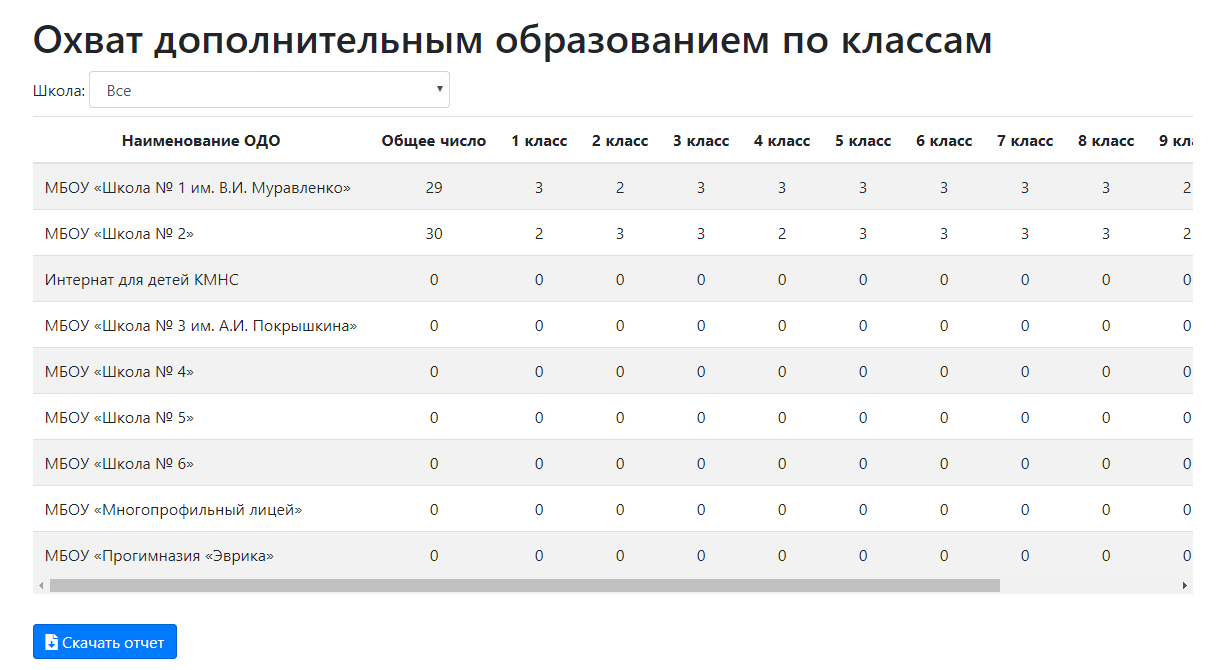 Охват дополнительным образованием по классам
Школа: Все
Наименование ОДО Общее число 1 класс 2 класс 3 класс 4 класс 5 класс 6 класс 7 класс 8 класс 9 кла
МБОУ «Школа № 1 им. В.И. Муравленко» 29 3 2 3 3 3 3 3 3 2
МБОУ «Школа № 2» 30 2 3 3 2 3 3 3 3 2
Интернат для детей КМНС 0 0 0 0 0 0 0 0 0 0
МБОУ «Школа № 3 им. А.И. Покрышкина» 0 0 0 0 0 0 0 0 0 0
МБОУ «Школа № 4» 0 0 0 0 0 0 0 0 0 0
МБОУ «Школа № 5» 0 0 0 0 0 0 0 0 0 0
МБОУ «Школа № 6» 0 0 0 0 0 0 0 0 0 0
МБОУ «Многопрофильный лицей» 0 0 0 0 0 0 0 0 0 0
МБОУ «Прогимназия «Эврика» 0 0 0 0 0 0 0 0 0 0
Скачать отчет